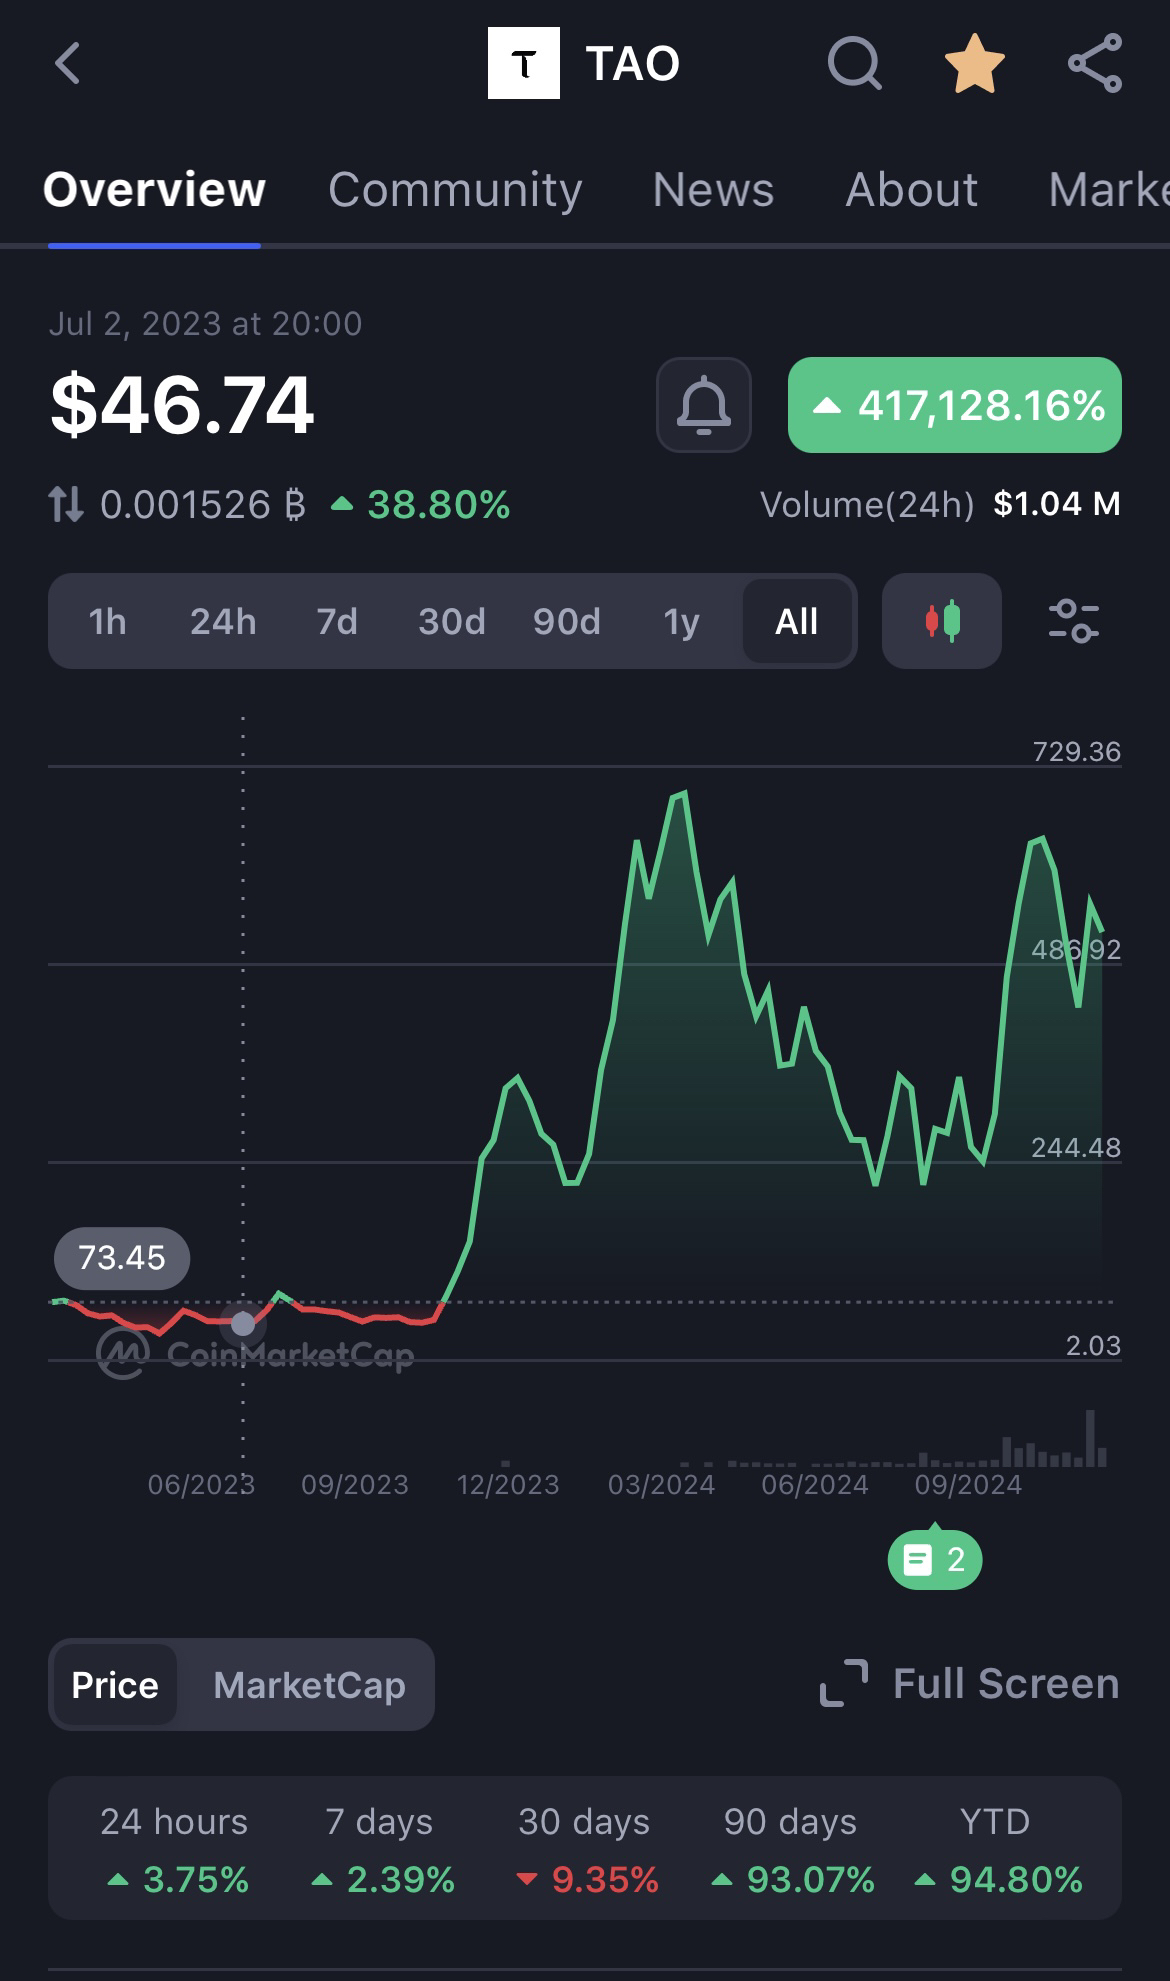 τ TAO
Overview Community News About Marke
Jul 2, 2023 at 20:00
$46.74
417,128.16%
0.001526 ₿ 38.80% Volume(24h) $1.04 M
1h 24h 7d 30d 90d 1y All
729.36
486.92
244.48
73.45
2.03
CoinMarketCap
06/2023 09/2023 12/2023 03/2024 06/2024 09/2024
2
Price MarketCap Full Screen
24 hours 7 days 30 days 90 days YTD
3.75% 2.39% 9.35% 93.07% 94.80%